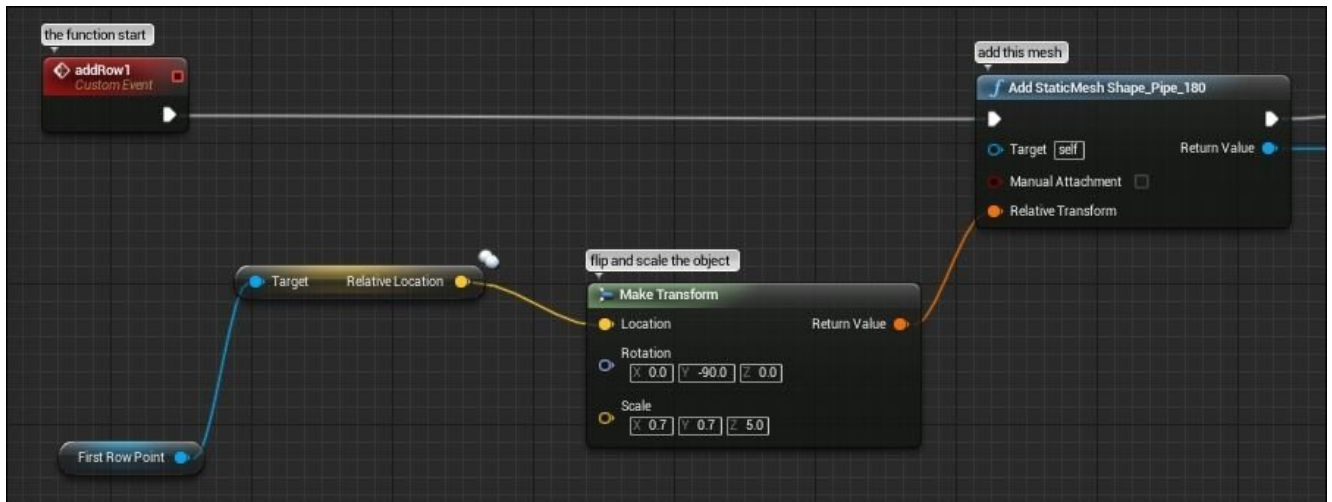 the function start
addRow1
Custom Event
add this mesh
f Add StaticMesh Shape_Pipe_180
Target self Return Value
Manual Attachment
Relative Transform
Target Relative Location
flip and scale the object
Make Transform
Location Return Value
Rotation
X 0.0 Y -90.0 Z 0.0
Scale
X 0.7 Y 0.7 Z 5.0
First Row Point